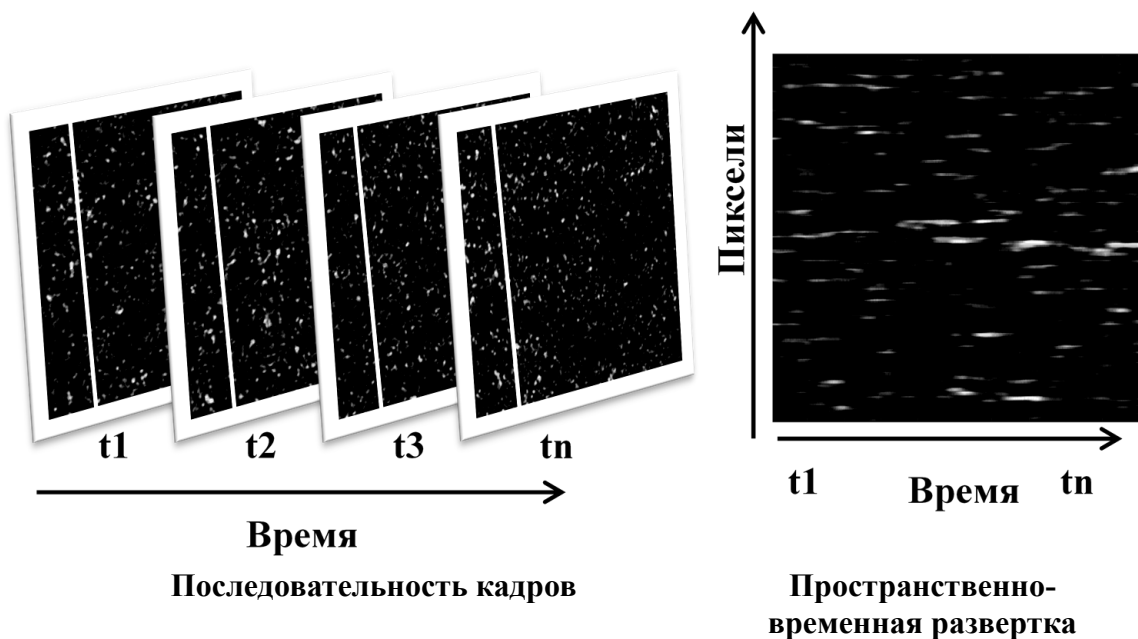 t1
t2
t3
tn
Время
Последовательность кадров
Пиксели
t1
Время
tn
Пространственно-
временная развертка